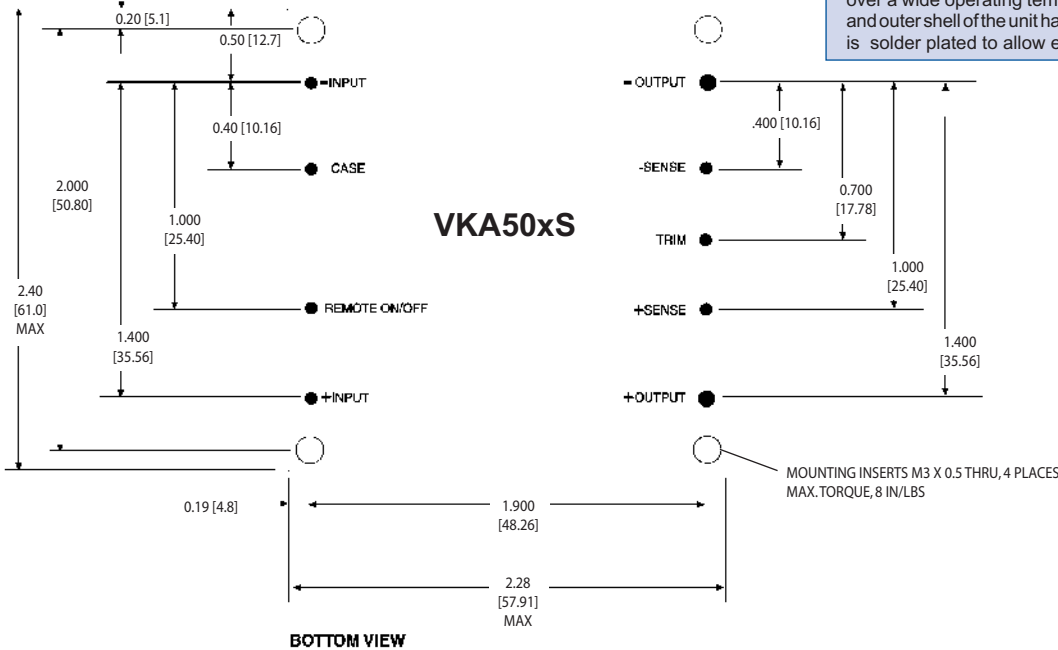 over a wide operating tem
and outer shell of the unit ha
is solder plated to allow e
0.20 [5.1]
0.50 [12.7]
-INPUT
-OUTPUT
0.40 [10.16]
.400 [10.16]
CASE
-SENSE
2.000
[50.80]
0.700
[17.78]
1.000
[25.40]
VKA50xS
TRIM
1.000
[25.40]
2.40
[61.0]
MAX
REMOTE ON/OFF
+SENSE
1.400
[35.56]
1.400
[35.56]
+INPUT
+OUTPUT
MOUNTING INSERTS M3 X 0.5 THRU, 4 PLACES
MAX. TORQUE, 8 IN/LBS
0.19 [4.8]
1.900
[48.26]
2.28
[57.91]
MAX
BOTTOM VIEW